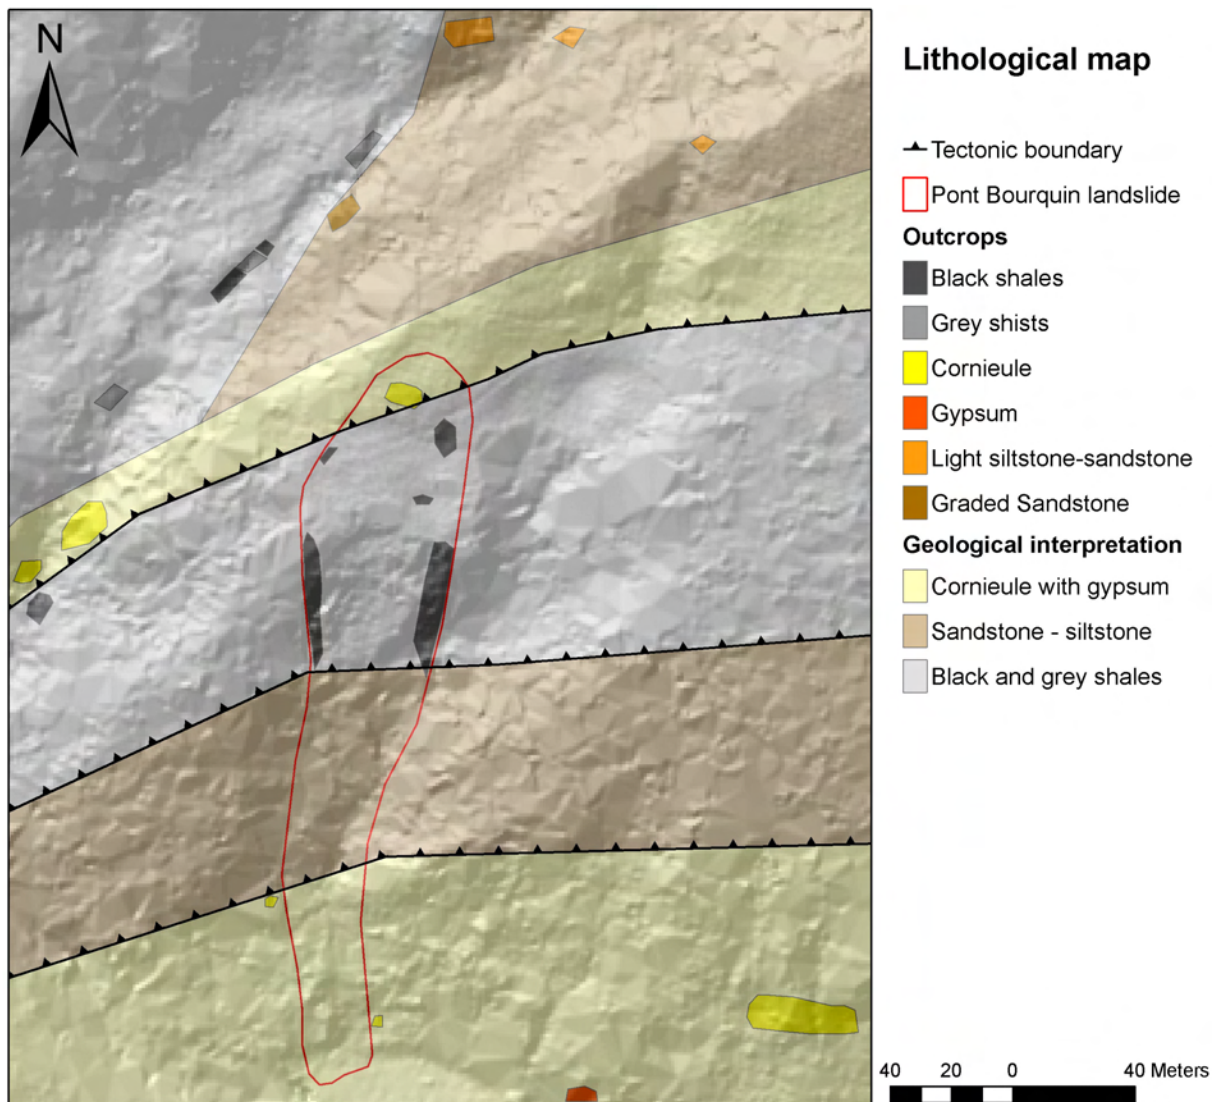 N
Lithological map
Tectonic boundary
Pont Bourquin landslide
Outcrops
Black shales
Grey shists
Cornieule
Gypsum
Light siltstone-sandstone
Graded Sandstone
Geological interpretation
Cornieule with gypsum
Sandstone - siltstone
Black and grey shales
40 20 0 40 Meters